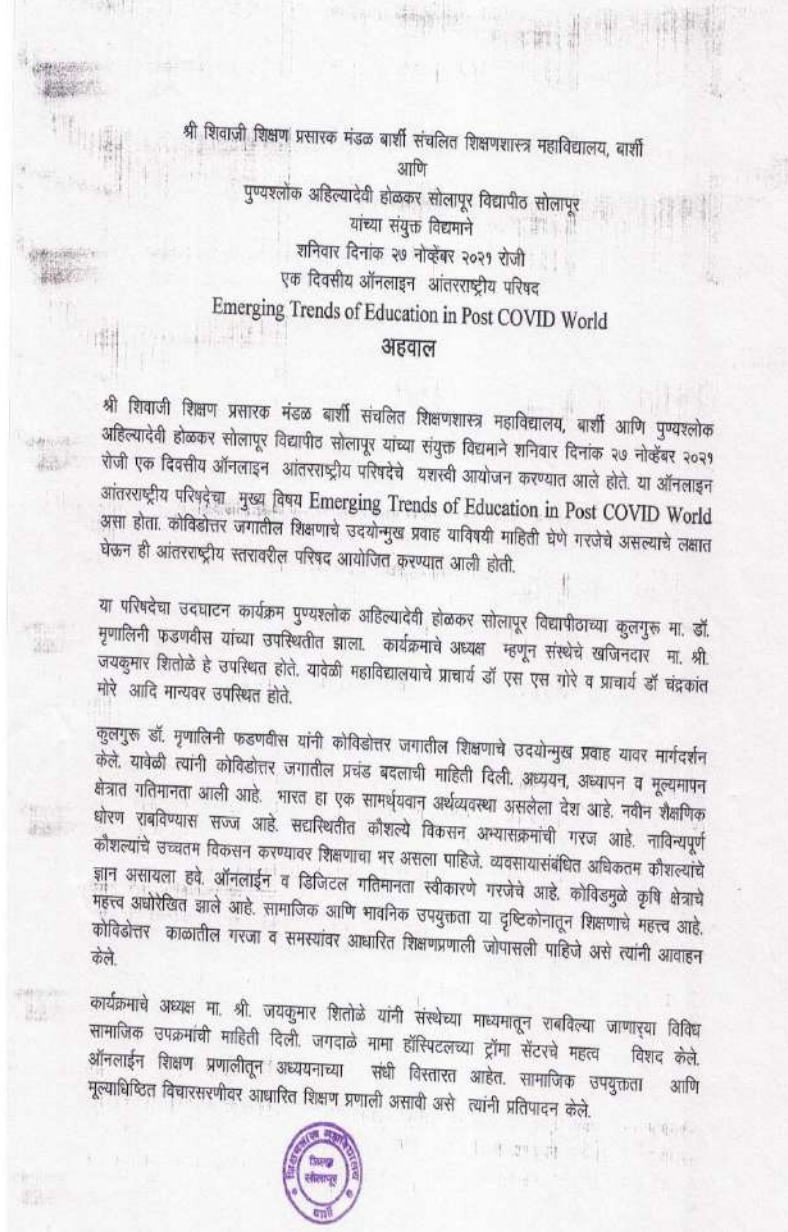 श्री शिवाजी शिक्षण प्रसारक मंडळ बार्शी संचलित शिक्षणशास्त्र महाविद्यालय, बार्शी
आणि
पुण्यश्लोक अहिल्यादेवी होळकर सोलापूर विद्यापीठ सोलापूर
यांच्या संयुक्त विद्यमाने
शनिवार दिनांक २७ नोव्हेंबर २०२१ रोजी
एक दिवसीय ऑनलाइन आंतरराष्ट्रीय परिषद
Emerging Trends of Education in Post COVID World
अहवाल
श्री शिवाजी शिक्षण प्रसारक मंडळ बार्शी संचलित शिक्षणशास्त्र महाविद्यालय, बार्शी आणि पुण्यश्लोक
अहिल्यादेवी होळकर सोलापूर विद्यापीठ सोलापूर यांच्या संयुक्त विद्यमाने शनिवार दिनांक २७ नोव्हेंबर २०२१
रोजी एक दिवसीय ऑनलाइन आंतरराष्ट्रीय परिषदेचे यशस्वी आयोजन करण्यात आले होते. या ऑनलाइन
आंतरराष्ट्रीय परिषदेचा मुख्य विषय Emerging Trends of Education in Post COVID World
असा होता. कोविडोत्तर जगातील शिक्षणाचे उदयोन्मुख प्रवाह याविषयी माहिती घेणे गरजेचे असल्याचे लक्षात
घेऊन ही आंतरराष्ट्रीय स्तरावरील परिषद आयोजित करण्यात आली होती.
या परिषदेचा उदघाटन कार्यक्रम पुण्यश्लोक अहिल्यादेवी होळकर सोलापूर विद्यापीठाच्या कुलगुरू मा. डॉ.
मृणालिनी फडणवीस यांच्या उपस्थितीत झाला. कार्यक्रमाचे अध्यक्ष म्हणून संस्थेचे खजिनदार मा. श्री.
जयकुमार शितोळे हे उपस्थित होते. यावेळी महाविद्यालयाचे प्राचार्य डॉ एस एस गोरे व प्राचार्य डॉ चंद्रकांत
मोरे आदि मान्यवर उपस्थित होते.
कुलगुरू डॉ. मृणालिनी फडणवीस यांनी कोविडोत्तर जगातील शिक्षणाचे उदयोन्मुख प्रवाह यावर मार्गदर्शन
केले. यावेळी त्यांनी कोविडोत्तर जगातील प्रचंड बदलाची माहिती दिली. अध्ययन, अध्यापन व मूल्यमापन
क्षेत्रात गतिमानता आली आहे. भारत हा एक सामर्थ्यवान अर्थव्यवस्था असलेला देश आहे. नवीन शैक्षणिक
धोरण राबविण्यास सज्ज आहे. सद्यस्थितीत कौशल्ये विकसन अभ्यासक्रमांची गरज आहे. नाविन्यपूर्ण
कौशल्यांचे उच्चतम विकसन करण्यावर शिक्षणाचा भर असला पाहिजे. व्यवसायासंबंधित अधिकतम कौशल्यांचे
ज्ञान असायला हवे. ऑनलाईन व डिजिटल गतिमानता स्वीकारणे गरजेचे आहे. कोविडमुळे कृषि क्षेत्राचे
महत्त्व अधोरेखित झाले आहे. सामाजिक आणि भावनिक उपयुक्तता या दृष्टिकोनातून शिक्षणाचे महत्त्व आहे.
कोविडोत्तर काळातील गरजा व समस्यांवर आधारित शिक्षणप्रणाली जोपासली पाहिजे असे त्यांनी आवाहन
केले.
कार्यक्रमाचे अध्यक्ष मा. श्री. जयकुमार शितोळे यांनी संस्थेच्या माध्यमातून राबविल्या जाणाऱ्या विविध
सामाजिक उपक्रमांची माहिती दिली. जगदाळे मामा हॉस्पिटलच्या ट्रॉमा सेंटरचे महत्व विशद केले.
ऑनलाईन शिक्षण प्रणालीतून अध्ययनाच्या संधी विस्तारत आहेत. सामाजिक उपयुक्तता आणि
मूल्याधिष्ठित विचारसरणीवर आधारित शिक्षण प्रणाली असावी असे त्यांनी प्रतिपादन केले.
शिक्षणशास्त्र महाविद्यालय
जिल्हा
सोलापूर
बार्शी